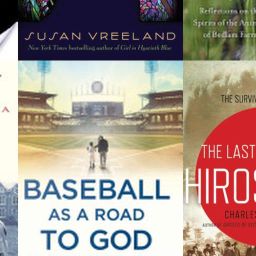 SUSAN VREELAND
New York Times bestselling author of Girl in Hyacinth Blue
Reflections on the
Spirits of the Anim
of Bedlam Farm
A
BASEBALL
AS A ROAD
TO GOD
THE SURVIV
THE LAST
HIROS
CHARLES